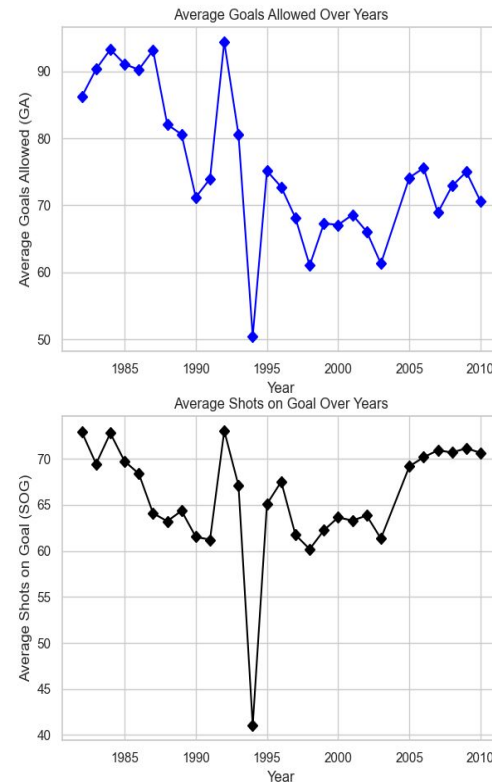 Average Goals Allowed Over Years
Average Goals Allowed (GA)
90
80
70
60
50
1985 1990 1995 2000 2005 2010
Year
Average Shots on Goal Over Years
Average Shots on Goal (SOG)
70
65
60
55
50
45
40
1985 1990 1995 2000 2005 2010
Year